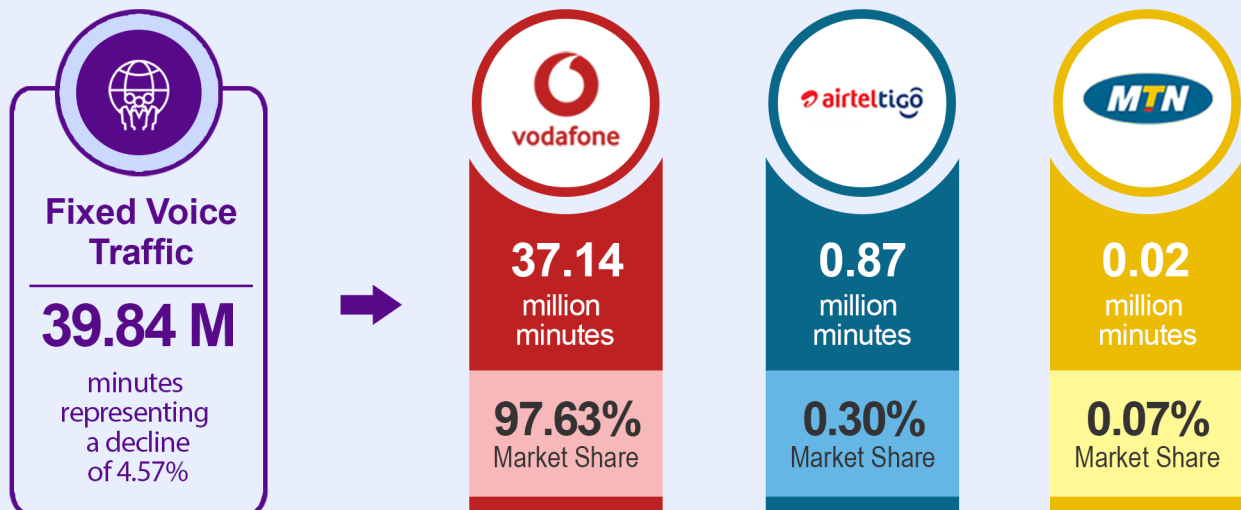 Fixed Voice
Traffic
39.84 M
minutes
representing
a decline
of 4.57%
vodafone
37.14
million
minutes
97.63%
Market Share
airteltigo
0.87
million
minutes
0.30%
Market Share
MTN
0.02
million
minutes
0.07%
Market Share